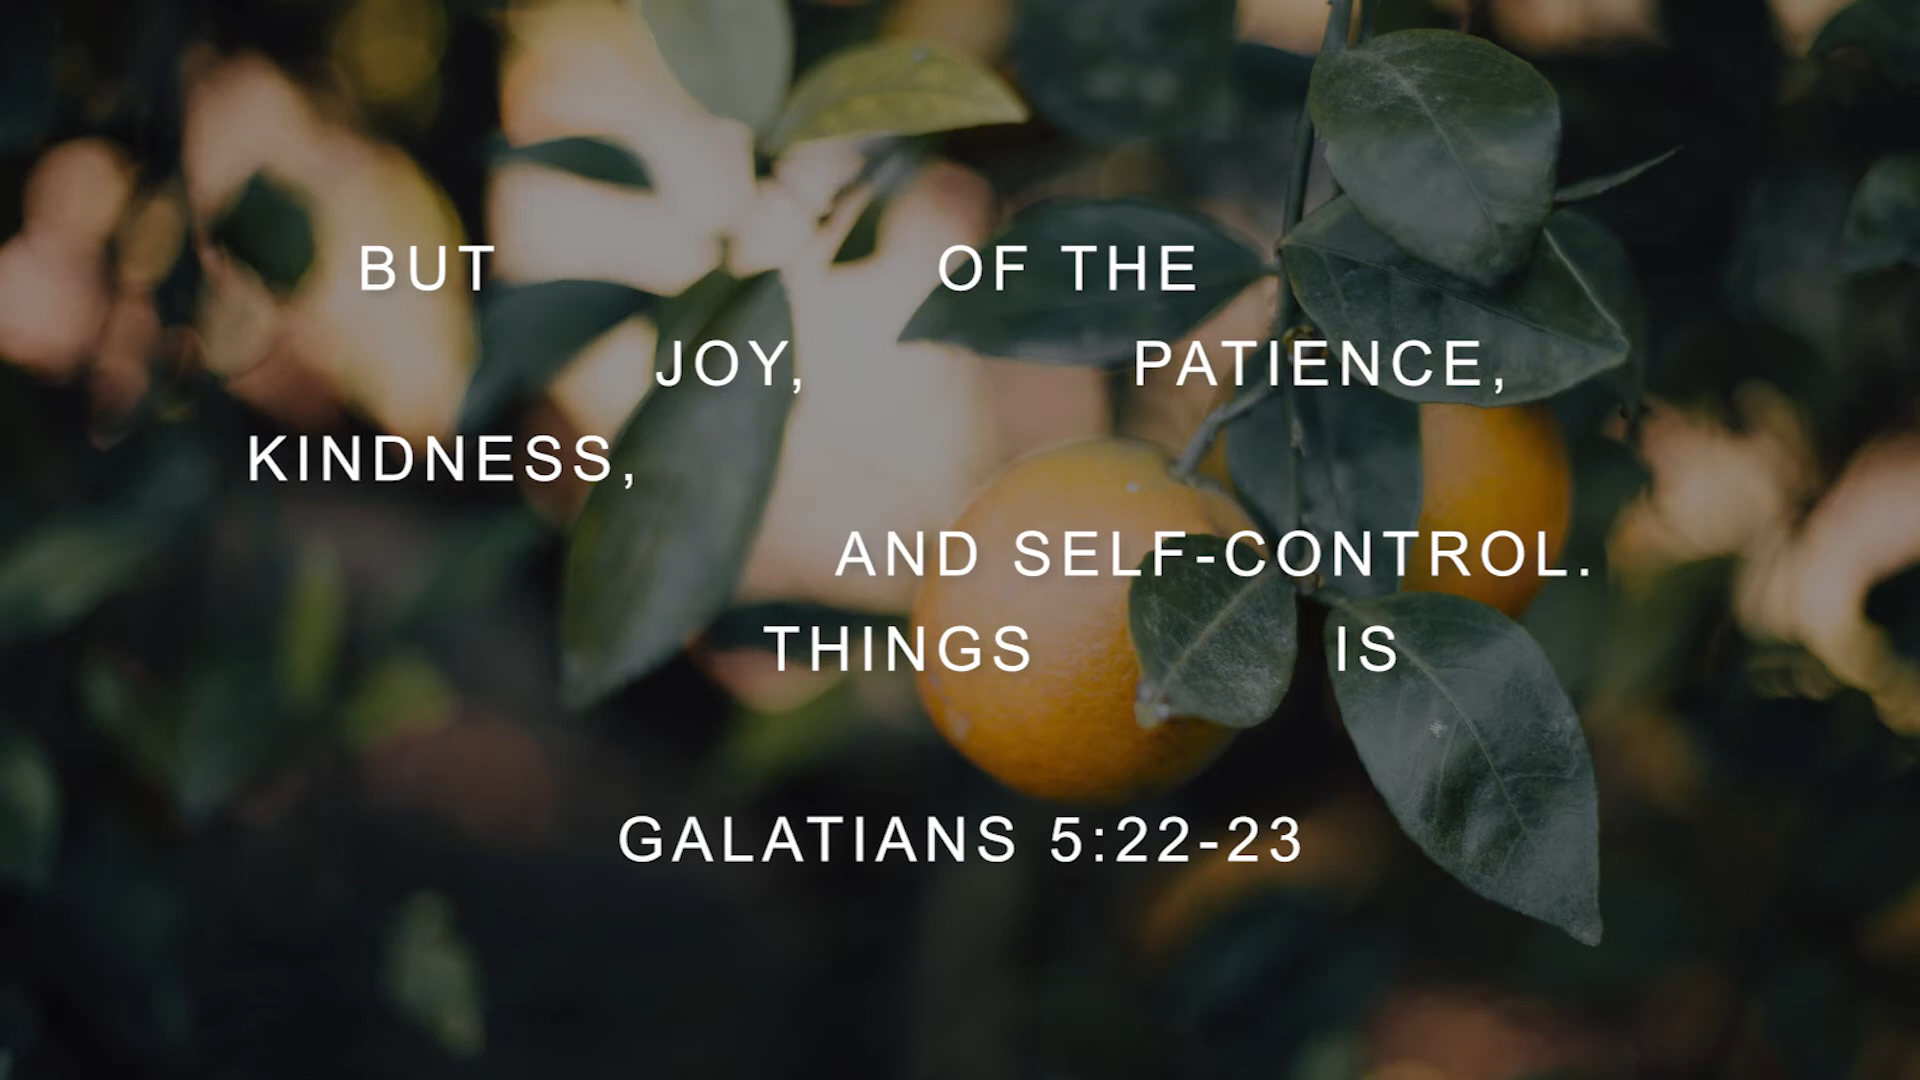 BUT OF THE
JOY, PATIENCE,
KINDNESS,
AND SELF-CONTROL.
THINGS IS
GALATIANS 5:22-23